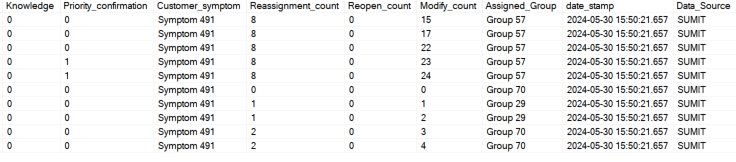 Knowledge Priority_confirmation Customer_symptom Reassignment_count Reopen_count Modify_count Assigned_Group date_stamp Data_Source
0 0 Symptom 491 8 0 15 Group 57 2024-05-30 15:50:21.657 SUMIT
0 0 Symptom 491 8 0 17 Group 57 2024-05-30 15:50:21.657 SUMIT
0 0 Symptom 491 8 0 22 Group 57 2024-05-30 15:50:21.657 SUMIT
0 1 Symptom 491 8 0 23 Group 57 2024-05-30 15:50:21.657 SUMIT
0 1 Symptom 491 8 0 24 Group 57 2024-05-30 15:50:21.657 SUMIT
0 0 Symptom 491 0 0 0 Group 70 2024-05-30 15:50:21.657 SUMIT
0 0 Symptom 491 1 0 1 Group 29 2024-05-30 15:50:21.657 SUMIT
0 0 Symptom 491 1 0 2 Group 29 2024-05-30 15:50:21.657 SUMIT
0 0 Symptom 491 2 0 3 Group 70 2024-05-30 15:50:21.657 SUMIT
0 0 Symptom 491 2 0 4 Group 70 2024-05-30 15:50:21.657 SUMIT